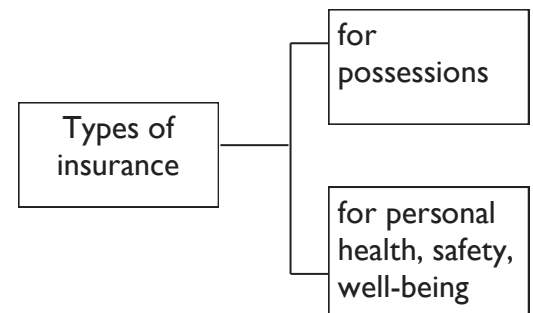 for
possessions
Types of
insurance
for personal
health, safety,
well-being